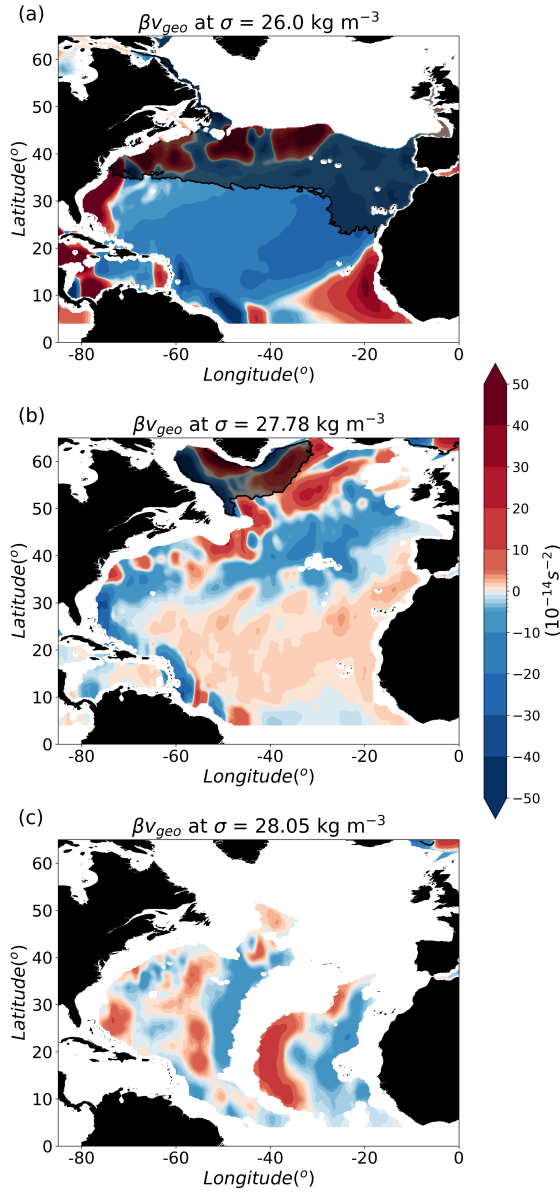 (a)
βv_geo at σ = 26.0 kg m⁻³
60
50
40
30
20
10
0
Latitude(°)
-80 -60 -40 -20 0
Longitude(°)
(b)
βv_geo at σ = 27.78 kg m⁻³
60
50
40
30
20
10
0
Latitude(°)
-80 -60 -40 -20 0
Longitude(°)
50
40
30
20
10
0
−10
−20
−30
−40
−50
(10⁻¹⁴s⁻²)
(c)
βv_geo at σ = 28.05 kg m⁻³
60
50
40
30
20
10
0
Latitude(°)
-80 -60 -40 -20 0
Longitude(°)